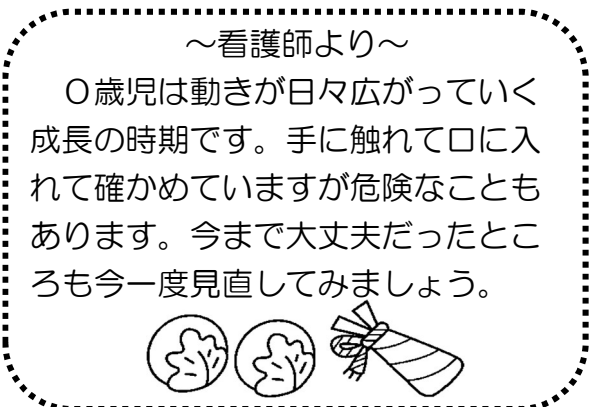 ～看護師より～
　０歳児は動きが日々広がっていく
成長の時期です。手に触れて口に入
れて確かめていますが危険なことも
あります。今まで大丈夫だったとこ
ろも今一度見直してみましょう。